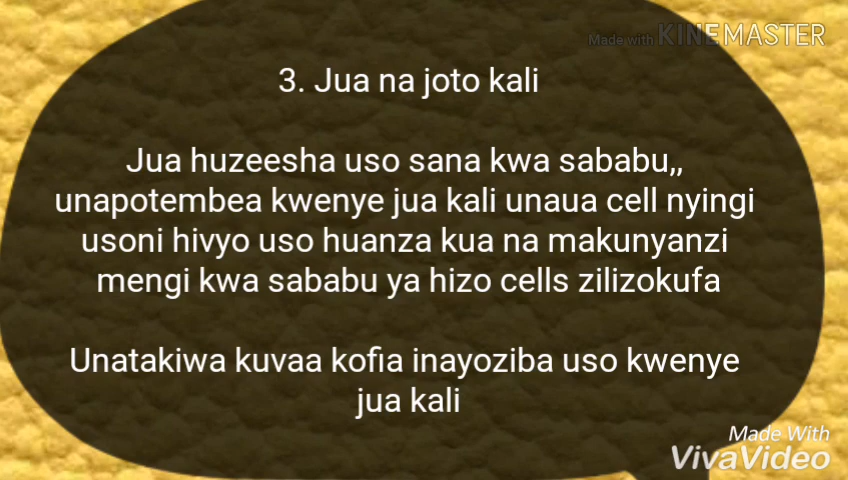 Made with KINEMASTER
3. Jua na joto kali
Jua huzeesha uso sana kwa sababu,,
unapotembea kwenye jua kali unaua cell nyingi
usoni hivyo uso huanza kua na makunyanzi
mengi kwa sababu ya hizo cells zilizokufa
Unatakiwa kuvaa kofia inayoziba uso kwenye
jua kali
Made With
VivaVideo